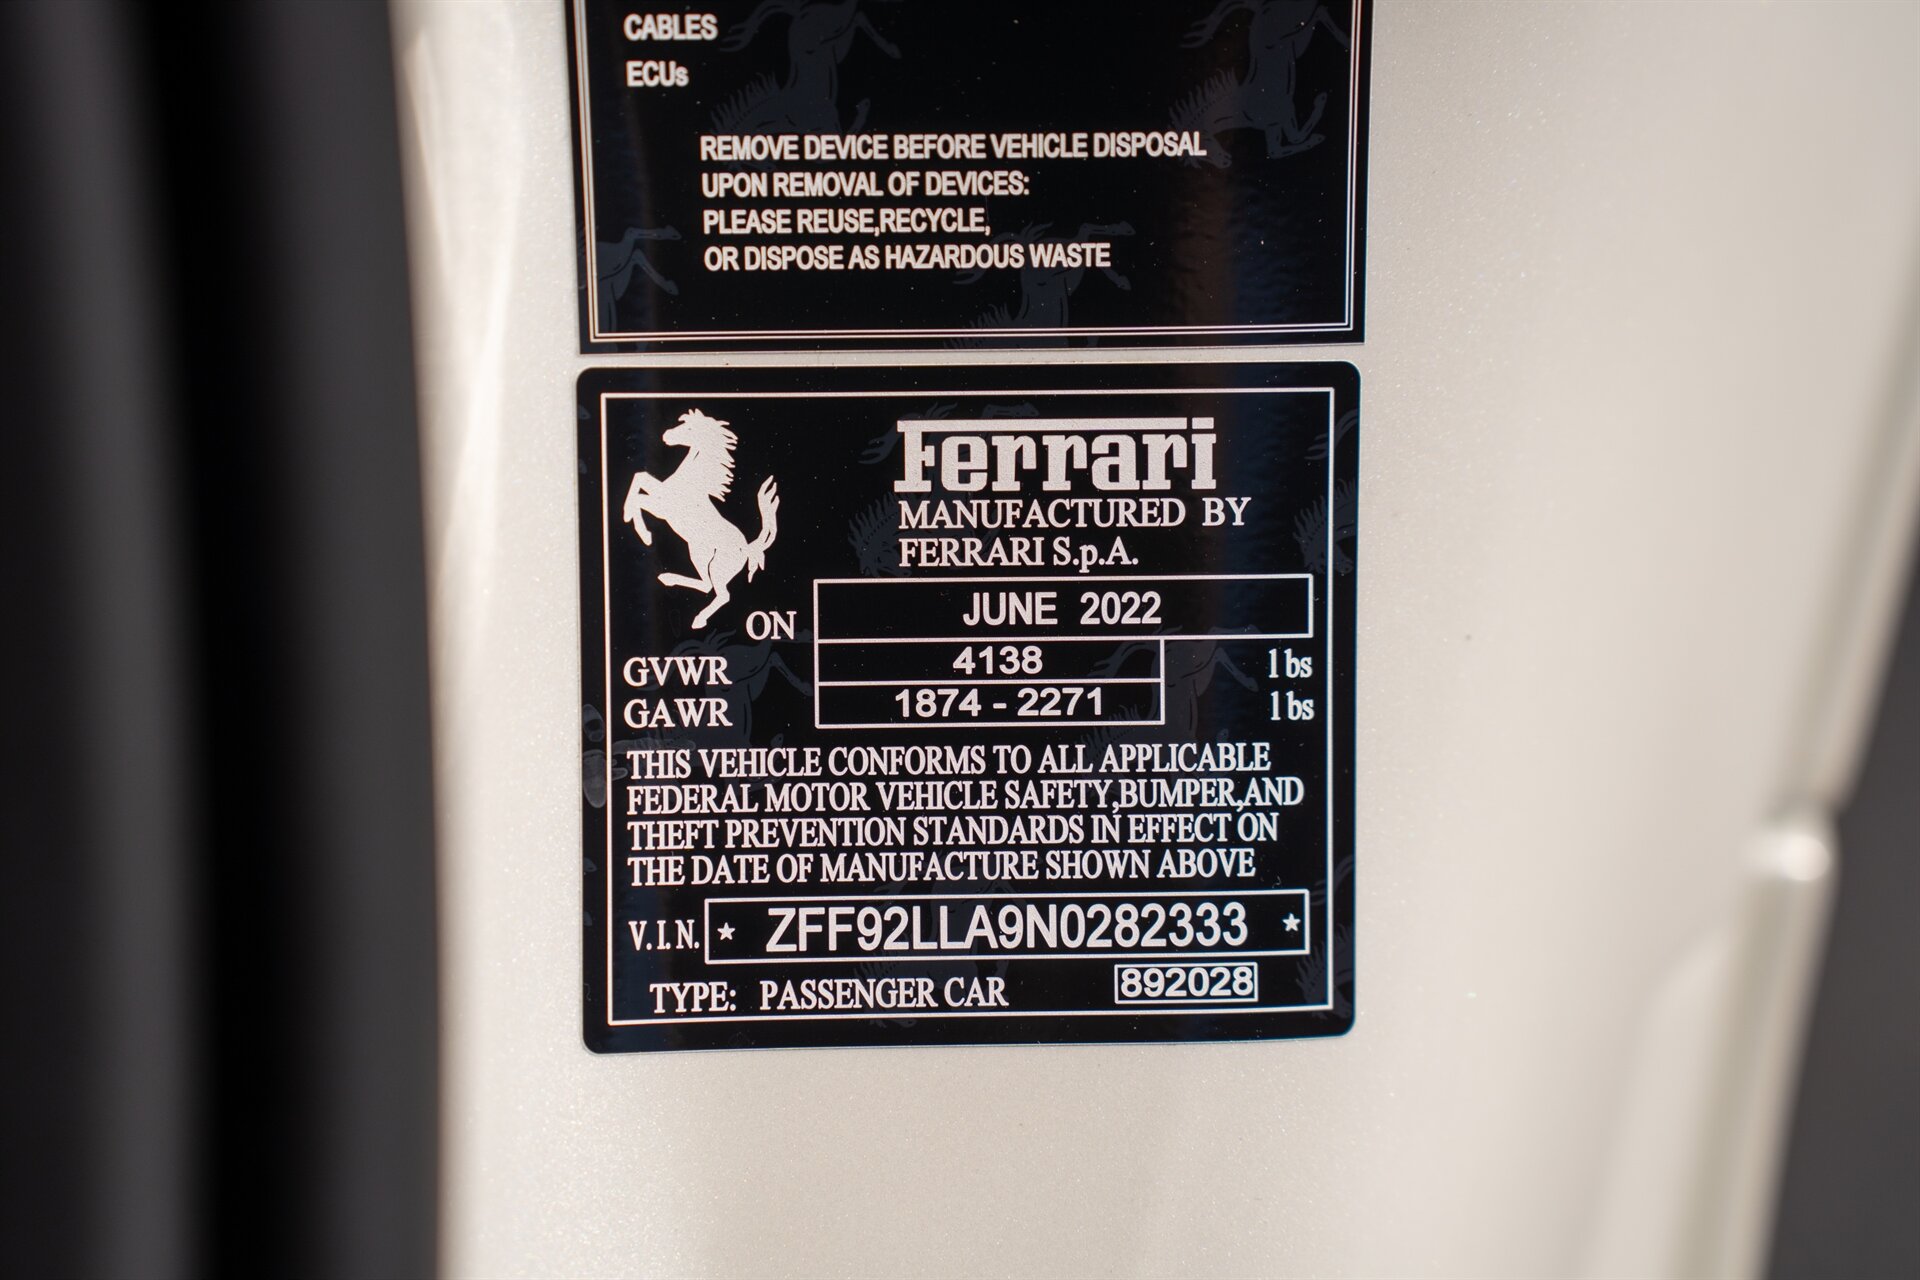 CABLES
ECUs
REMOVE DEVICE BEFORE VEHICLE DISPOSAL
UPON REMOVAL OF DEVICES:
PLEASE REUSE,RECYCLE,
OR DISPOSE AS HAZARDOUS WASTE
Ferrari
MANUFACTURED BY
FERRARI S.p.A.
ON JUNE 2022
GVWR 4138 lbs
GAWR 1874 - 2271 lbs
THIS VEHICLE CONFORMS TO ALL APPLICABLE
FEDERAL MOTOR VEHICLE SAFETY,BUMPER,AND
THEFT PREVENTION STANDARDS IN EFFECT ON
THE DATE OF MANUFACTURE SHOWN ABOVE
V.I.N. ★ ZFF92LLA9N0282333 ★
TYPE: PASSENGER CAR 892028